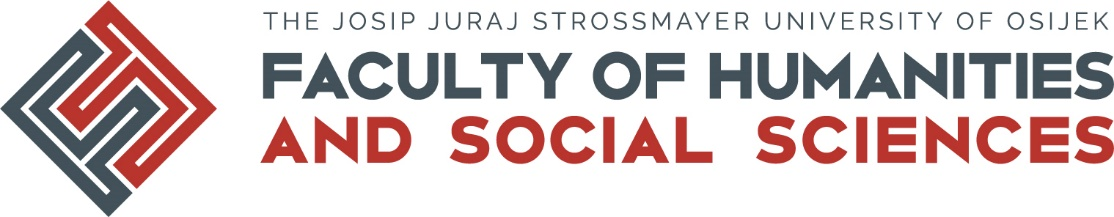 THE JOSIP JURAJ STROSSMAYER UNIVERSITY OF OSIJEK
FACULTY OF HUMANITIES
AND SOCIAL SCIENCES